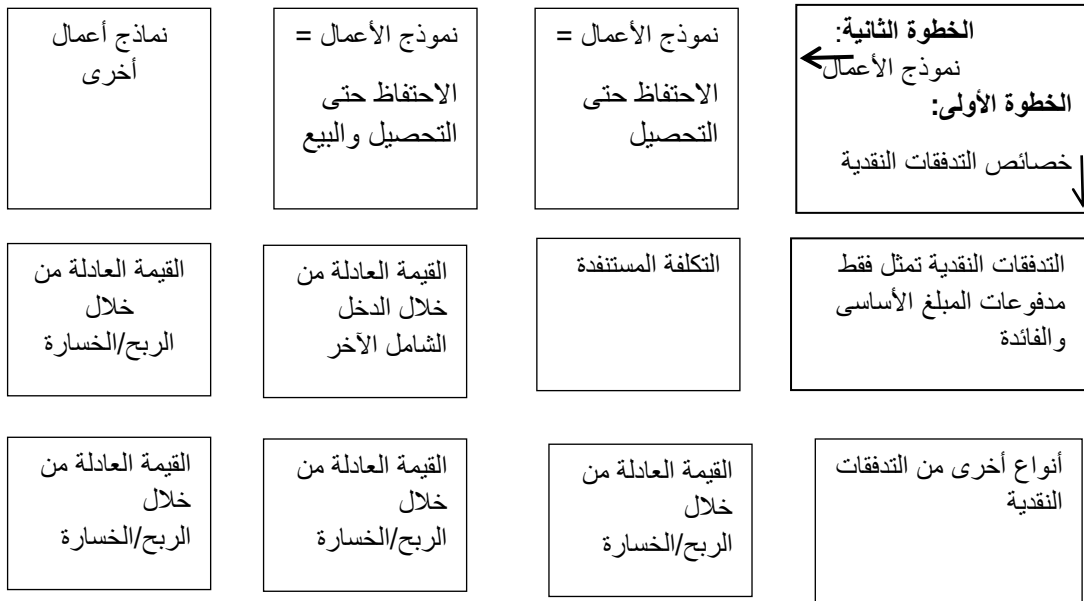 الخطوة الثانية:
نموذج الأعمال
الخطوة الأولى:
خصائص التدفقات النقدية
نموذج الأعمال =
الاحتفاظ حتى
التحصيل
نموذج الأعمال =
الاحتفاظ حتى
التحصيل والبيع
نماذج أعمال
أخرى
التدفقات النقدية تمثل فقط
مدفوعات المبلغ الأساسى
والفائدة
التكلفة المستنفدة
القيمة العادلة من
خلال الدخل
الشامل الآخر
القيمة العادلة من
خلال
الربح/الخسارة
أنواع أخرى من التدفقات
النقدية
القيمة العادلة من
خلال
الربح/الخسارة
القيمة العادلة من
خلال
الربح/الخسارة
القيمة العادلة من
خلال
الربح/الخسارة